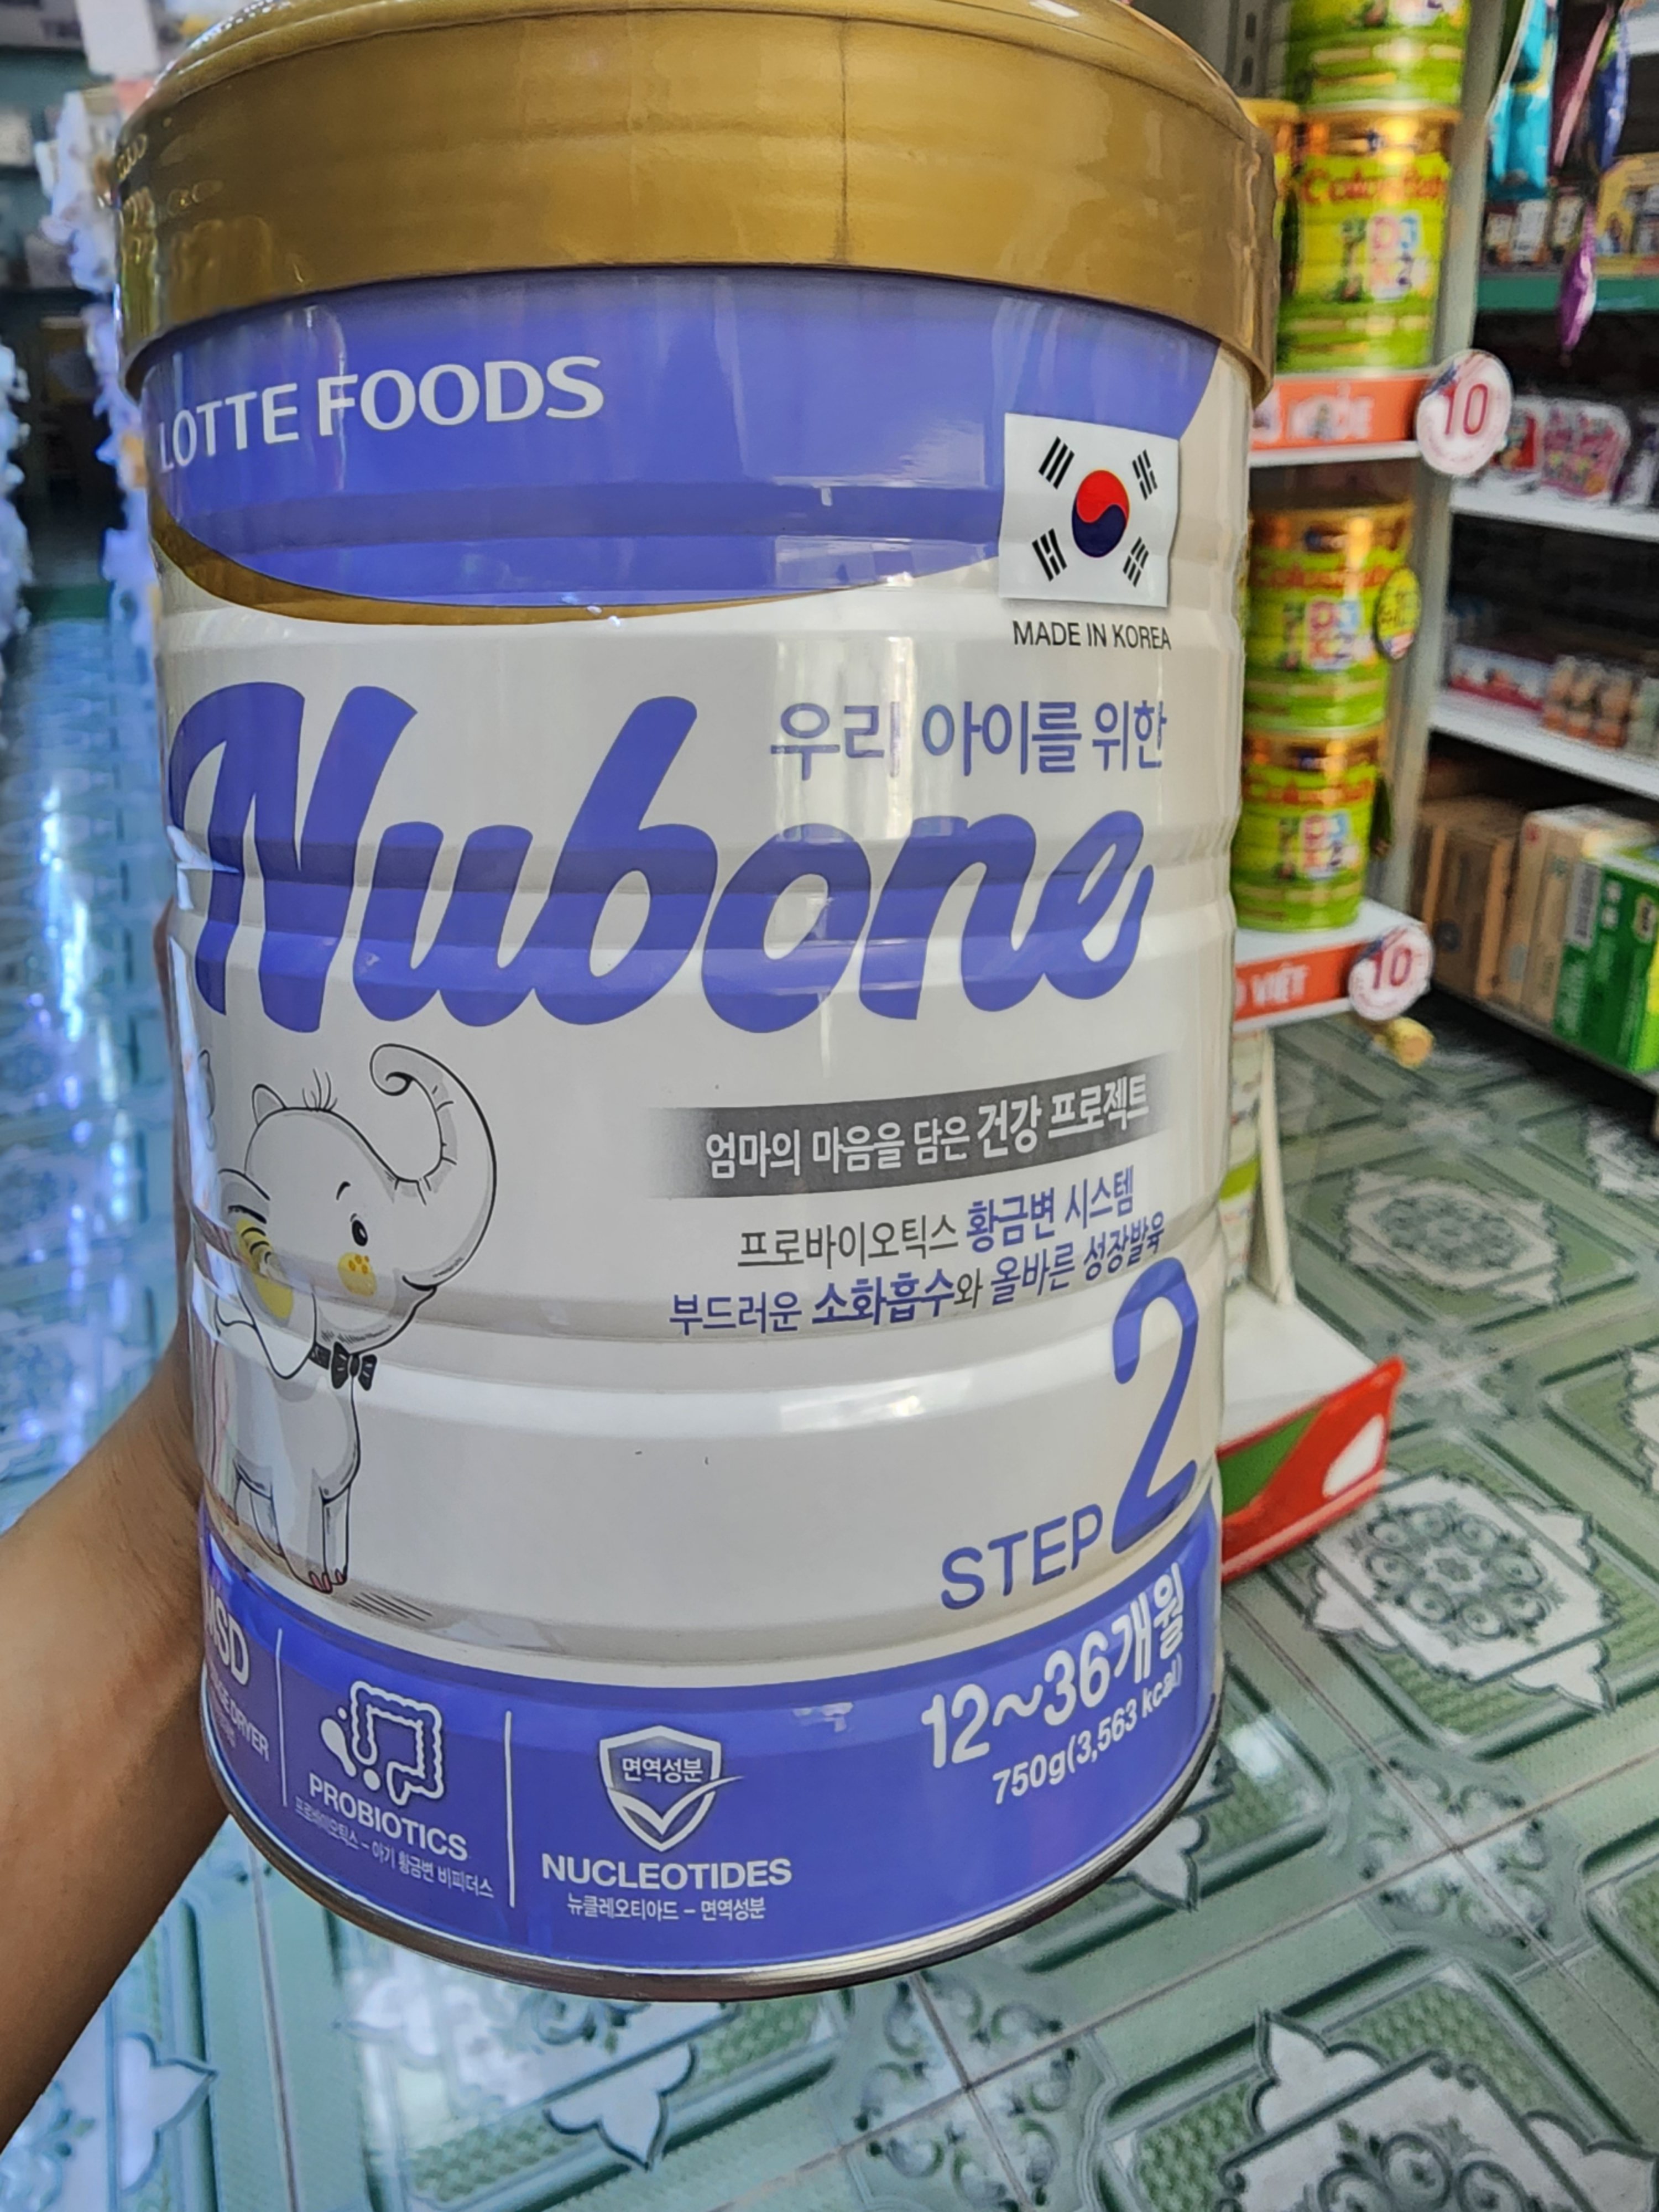 LOTTE FOODS
MADE IN KOREA
우리 아이를 위한
Nubone
엄마의 마음을 담은 건강 프로젝트
프로바이오틱스 황금변 시스템
부드러운 소화흡수와 올바른 성장발육
STEP 2
12~36개월
750g(3,563 kcal)
MSD
DRYER
PROBIOTICS
프로바이오틱스 - 아기 황금변 비피더스
면역성분
NUCLEOTIDES
뉴클레오티아드 - 면역성분
10
VIỆT
10